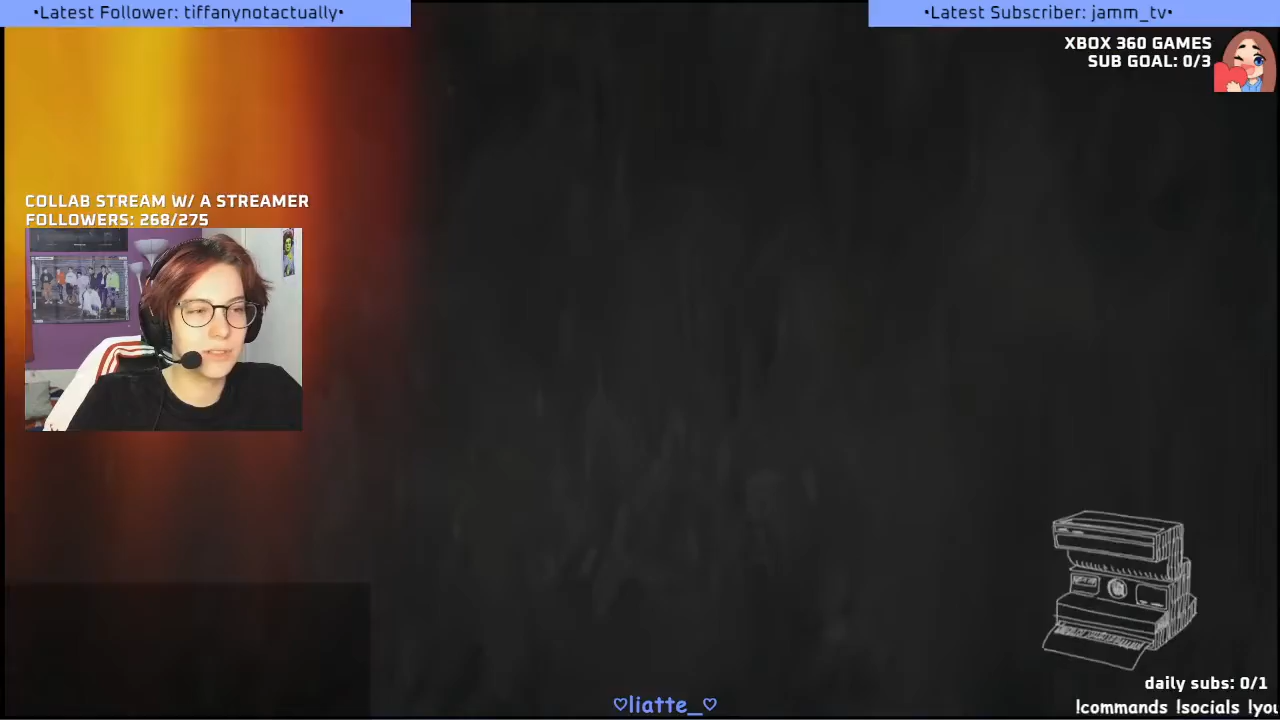 •Latest Follower: tiffanynotactually•
•Latest Subscriber: jamm_tv•
XBOX 360 GAMES
SUB GOAL: 0/3
COLLAB STREAM W/ A STREAMER
FOLLOWERS: 268/275
daily subs: 0/1
♡liatte_♡
!commands !socials !you